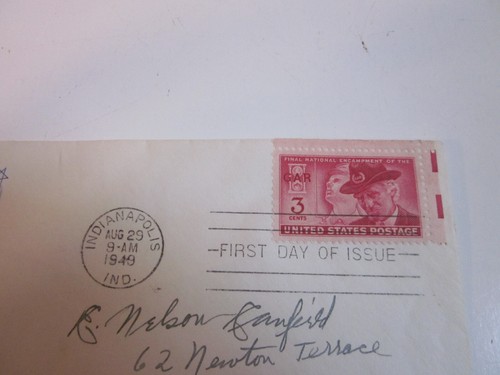 FINAL NATIONAL ENCAMPMENT OF THE
GAR
3
CENTS
UNITED STATES POSTAGE
INDIANAPOLIS
AUG 29
9-AM
1949
IND.
FIRST DAY OF ISSUE
R. Nelson Sanfield
62 Newton Terrace